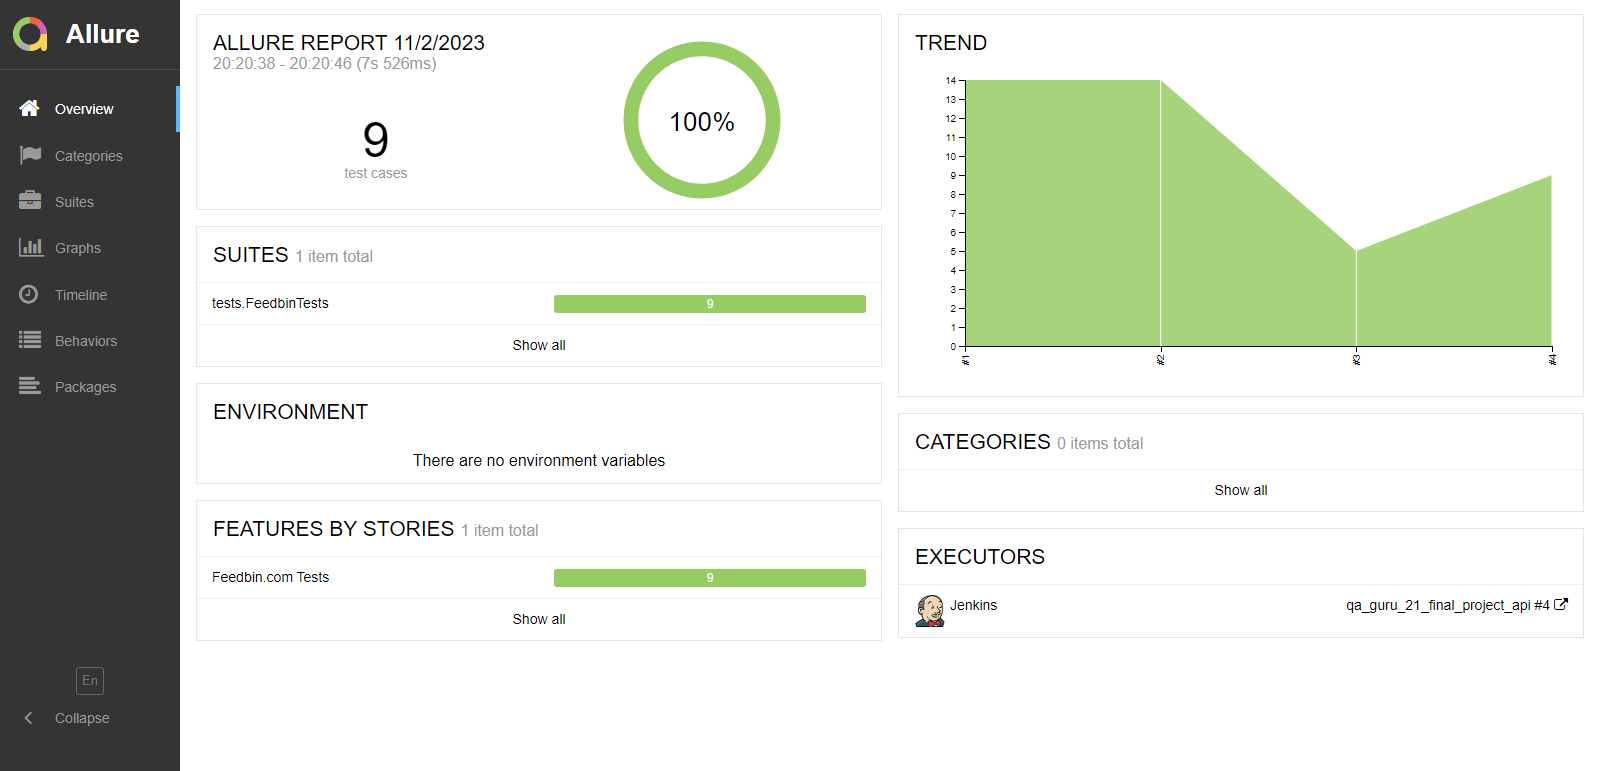 Allure
Overview
Categories
Suites
Graphs
Timeline
Behaviors
Packages
En
Collapse
ALLURE REPORT 11/2/2023
20:20:38 - 20:20:46 (7s 526ms)
9
test cases
100%
SUITES 1 item total
tests.FeedbinTests 9
Show all
ENVIRONMENT
There are no environment variables
FEATURES BY STORIES 1 item total
Feedbin.com Tests 9
Show all
TREND
14
13
12
11
10
9
8
7
6
5
4
3
2
1
0
#1 #2 #3 #4
CATEGORIES 0 items total
Show all
EXECUTORS
Jenkins qa_guru_21_final_project_api #4